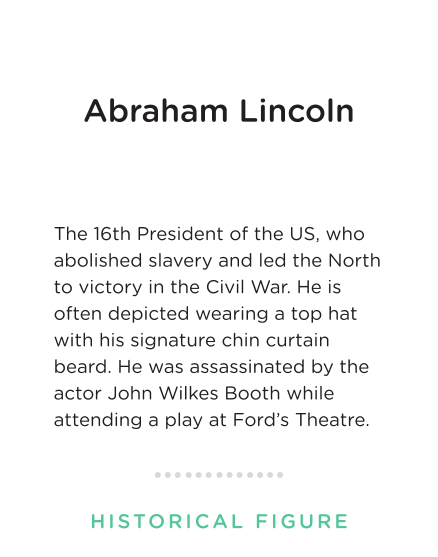 Abraham Lincoln
The 16th President of the US, who
abolished slavery and led the North
to victory in the Civil War. He is
often depicted wearing a top hat
with his signature chin curtain
beard. He was assassinated by the
actor John Wilkes Booth while
attending a play at Ford’s Theatre.
HISTORICAL FIGURE